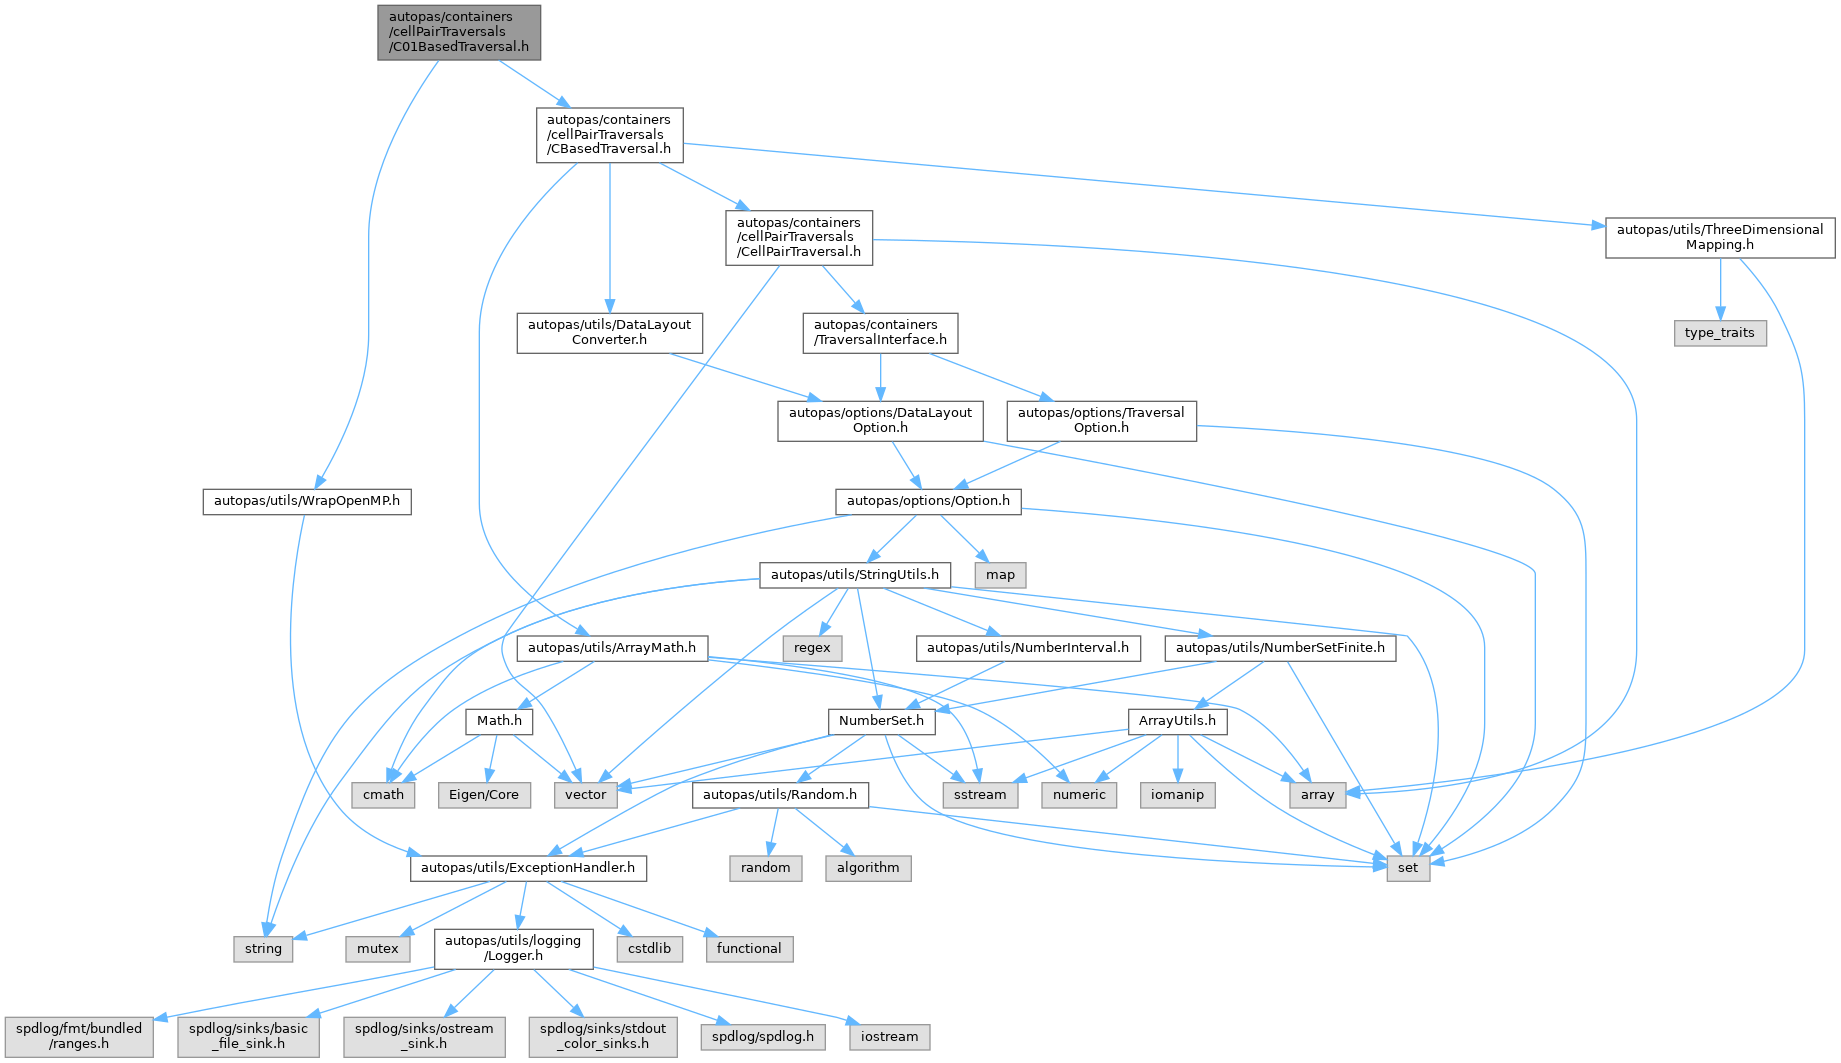 autopas/containers
/cellPairTraversals
/C01BasedTraversal.h
autopas/containers
/cellPairTraversals
/CBasedTraversal.h
autopas/containers
/cellPairTraversals
/CellPairTraversal.h
autopas/utils/ThreeDimensional
Mapping.h
autopas/utils/DataLayout
Converter.h
autopas/containers
/TraversalInterface.h
type_traits
autopas/options/DataLayout
Option.h
autopas/options/Traversal
Option.h
autopas/utils/WrapOpenMP.h
autopas/options/Option.h
autopas/utils/StringUtils.h
map
autopas/utils/ArrayMath.h
regex
autopas/utils/NumberInterval.h
autopas/utils/NumberSetFinite.h
Math.h
NumberSet.h
ArrayUtils.h
cmath
Eigen/Core
vector
autopas/utils/Random.h
sstream
numeric
iomanip
array
autopas/utils/ExceptionHandler.h
random
algorithm
set
string
mutex
autopas/utils/logging
/Logger.h
cstdlib
functional
spdlog/fmt/bundled
/ranges.h
spdlog/sinks/basic
_file_sink.h
spdlog/sinks/ostream
_sink.h
spdlog/sinks/stdout
_color_sinks.h
spdlog/spdlog.h
iostream